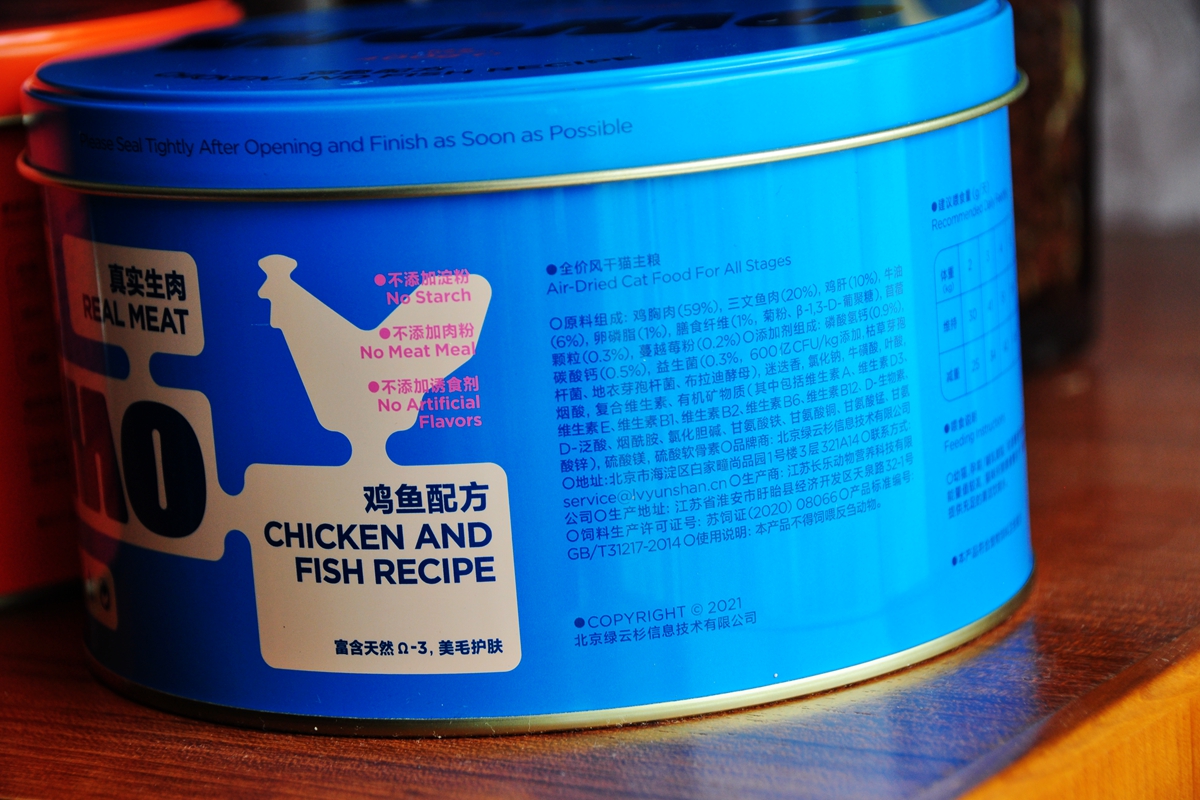 Please Seal Tightly After Opening and Finish as Soon as Possible
真实生肉
REAL MEAT
●不添加淀粉
No Starch
●不添加肉粉
No Meat Meal
●不添加诱食剂
No Artificial
Flavors
鸡鱼配方
CHICKEN AND
FISH RECIPE
富含天然Ω-3，美毛护肤
●全价风干猫主粮
Air-Dried Cat Food For All Stages
○原料组成：鸡胸肉(59%)，三文鱼肉(20%)，鸡肝(10%)，牛油
(6%)，卵磷脂(1%)，膳食纤维(1%，菊粉、β-1,3-D-葡聚糖)，苜蓿
颗粒(0.3%)，蔓越莓粉(0.2%)○添加剂组成：磷酸氢钙(0.9%)，
碳酸钙(0.5%)，益生菌(0.3%，600亿CFU/kg添加，枯草芽孢
杆菌、地衣芽孢杆菌、布拉迪酵母)，迷迭香，氯化钠，牛磺酸，叶酸，
烟酸，复合维生素、有机矿物质(其中包括维生素A、维生素D3、
维生素E、维生素B1、维生素B2、维生素B6、维生素B12、D-生物素、
D-泛酸、烟酰胺、氯化胆碱、甘氨酸铁、甘氨酸铜、甘氨酸锰、甘氨
酸锌)，硫酸镁，硫酸软骨素○品牌商：北京绿云杉信息技术有限公司
○地址：北京市海淀区白家疃尚品园1号楼3层321A14○联系方式：
service@lvyunshan.cn○生产商：江苏长乐动物营养科技有限
公司○生产地址：江苏省淮安市盱眙县经济开发区天泉路32-1号
○饲料生产许可证号：苏饲证(2020) 08066○产品标准编号：
GB/T31217-2014○使用说明：本产品不得饲喂反刍动物。
●COPYRIGHT © 2021
北京绿云杉信息技术有限公司
●建议喂食量
Recommended Daily
体重
(kg)
2
维持
减重
Feeding